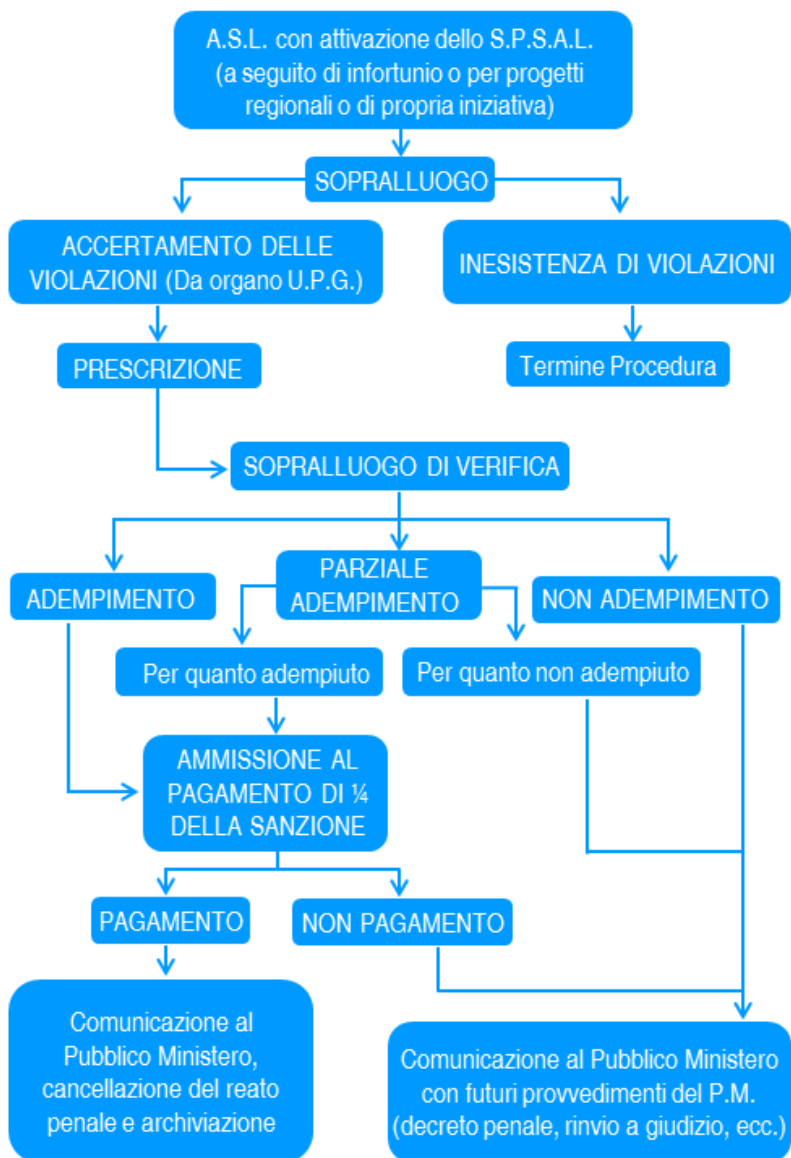 A.S.L. con attivazione dello S.P.S.A.L.
(a seguito di infortunio o per progetti
regionali o di propria iniziativa)
SOPRALLUOGO
ACCERTAMENTO DELLE
VIOLAZIONI (Da organo U.P.G.)
INESISTENZA DI VIOLAZIONI
PRESCRIZIONE
Termine Procedura
SOPRALLUOGO DI VERIFICA
ADEMPIMENTO
PARZIALE
ADEMPIMENTO
NON ADEMPIMENTO
Per quanto adempiuto
Per quanto non adempiuto
AMMISSIONE AL
PAGAMENTO DI ¼
DELLA SANZIONE
PAGAMENTO
NON PAGAMENTO
Comunicazione al
Pubblico Ministero,
cancellazione del reato
penale e archiviazione
Comunicazione al Pubblico Ministero
con futuri provvedimenti del P.M.
(decreto penale, rinvio a giudizio, ecc.)